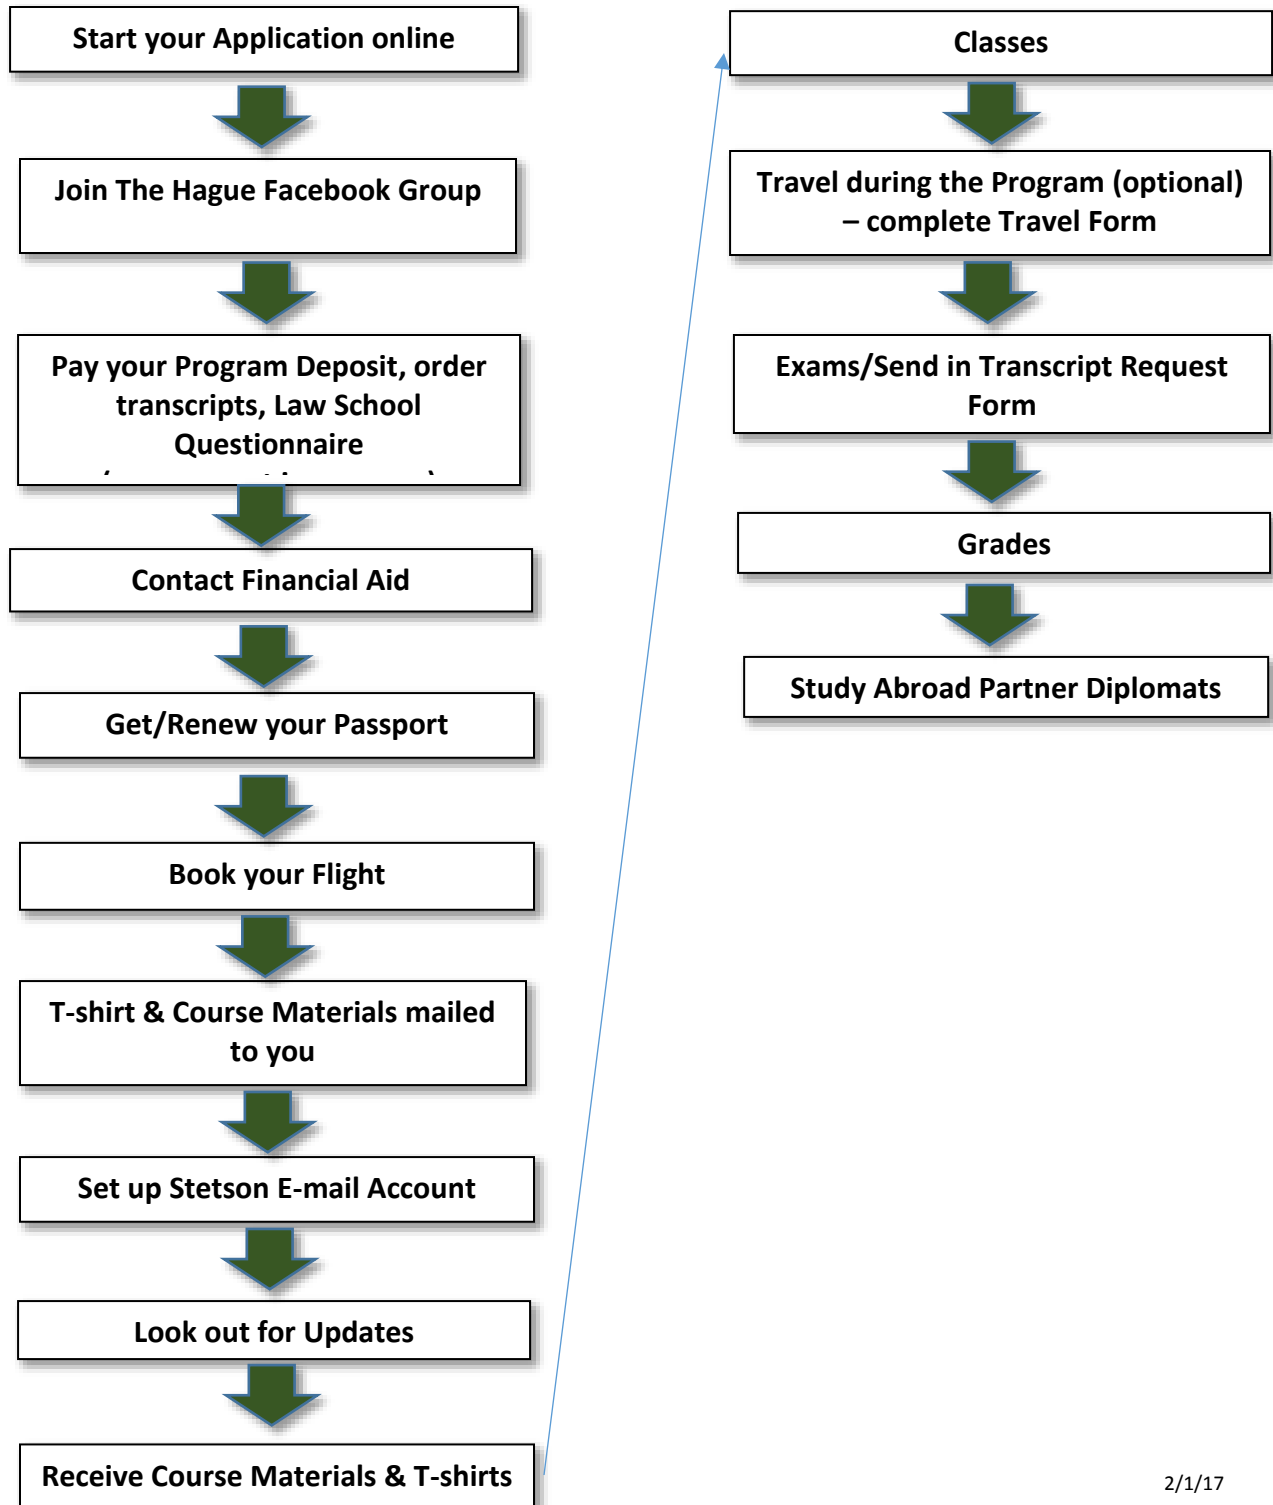 Start your Application online
Join The Hague Facebook Group
Pay your Program Deposit, order
transcripts, Law School
Questionnaire
Contact Financial Aid
Get/Renew your Passport
Book your Flight
T-shirt & Course Materials mailed
to you
Set up Stetson E-mail Account
Look out for Updates
Receive Course Materials & T-shirts
Classes
Travel during the Program (optional)
– complete Travel Form
Exams/Send in Transcript Request
Form
Grades
Study Abroad Partner Diplomats
2/1/17